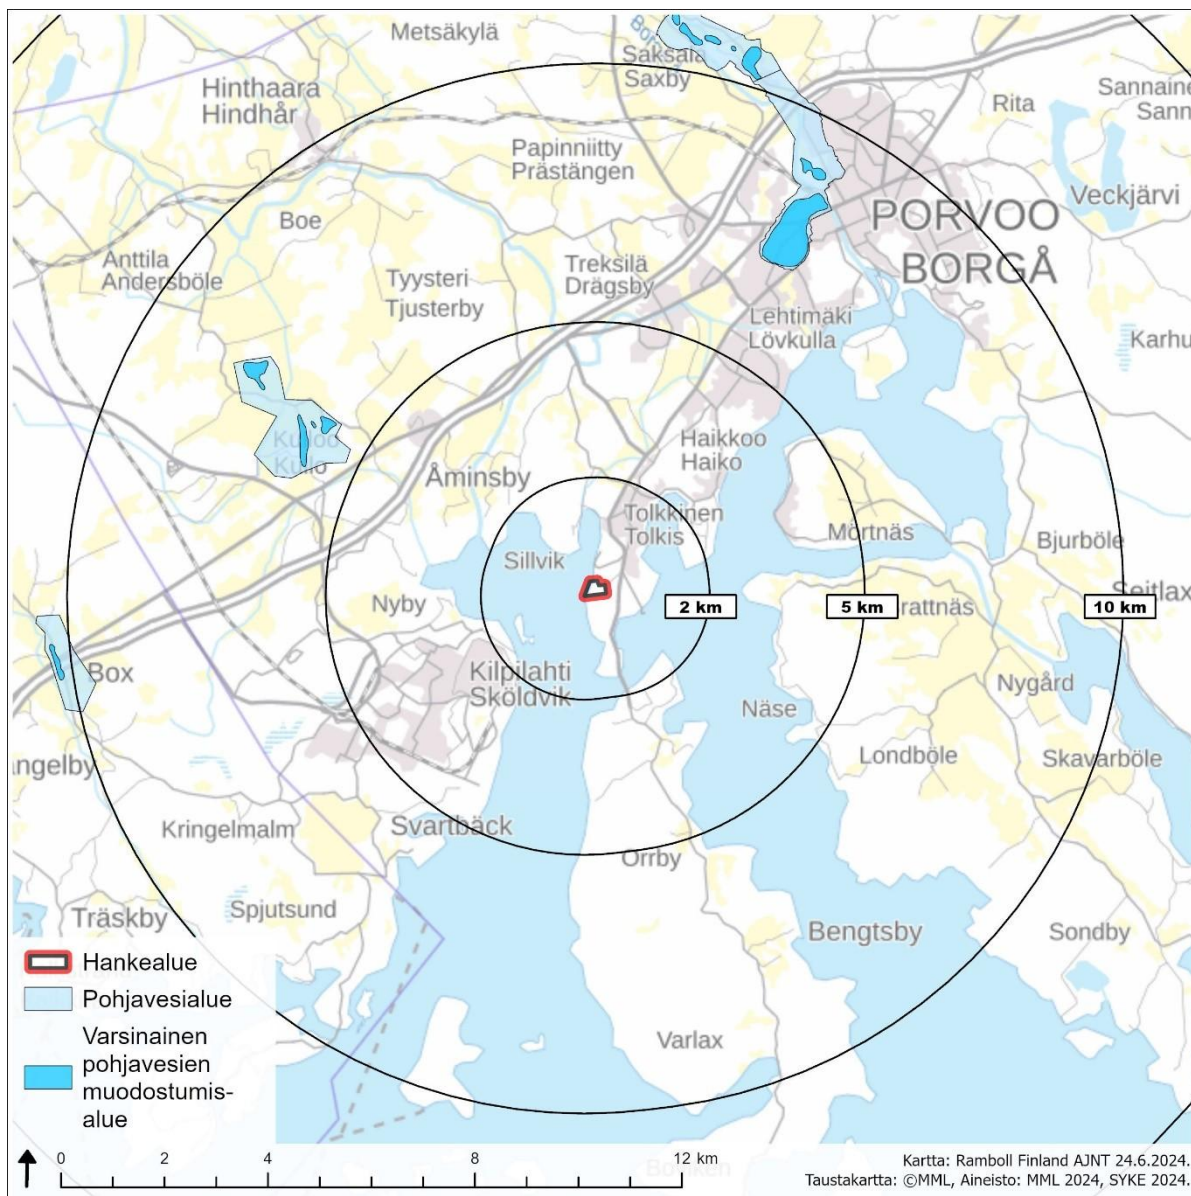 Metsäkylä
Saksala
Saxby
Hinthaara
Hindhår
Rita
Papinniitty
Prästängen
Veckjärvi
PORVOO
BORGÅ
Boe
Anttila
Andersböle
Treksilä
Drägsby
Tyysteri
Tjusterby
Lehtimäki
Lövkulla
Haikkoo
Haiko
Kullo
Åminsby
Tolkkinen
Tolkis
Mörtnäs
Bjurböle
Sillvik
Seitlax
Nyby
2 km
5 km
10 km
Box
Kilpilahti
Sköldvik
Nygård
Näse
Londböle
Skavarböle
Kringelmalm
Svartbäck
Orrby
Träskby
Spjutsund
Bengtsby
Sondby
Varlax
Hankealue
Pohjavesialue
Varsinainen
pohjavesien
muodostumis-
alue
0 2 4 8 12 km
Kartta: Ramboll Finland AJNT 24.6.2024.
Taustakartta: ©MML, Aineisto: MML 2024, SYKE 2024.